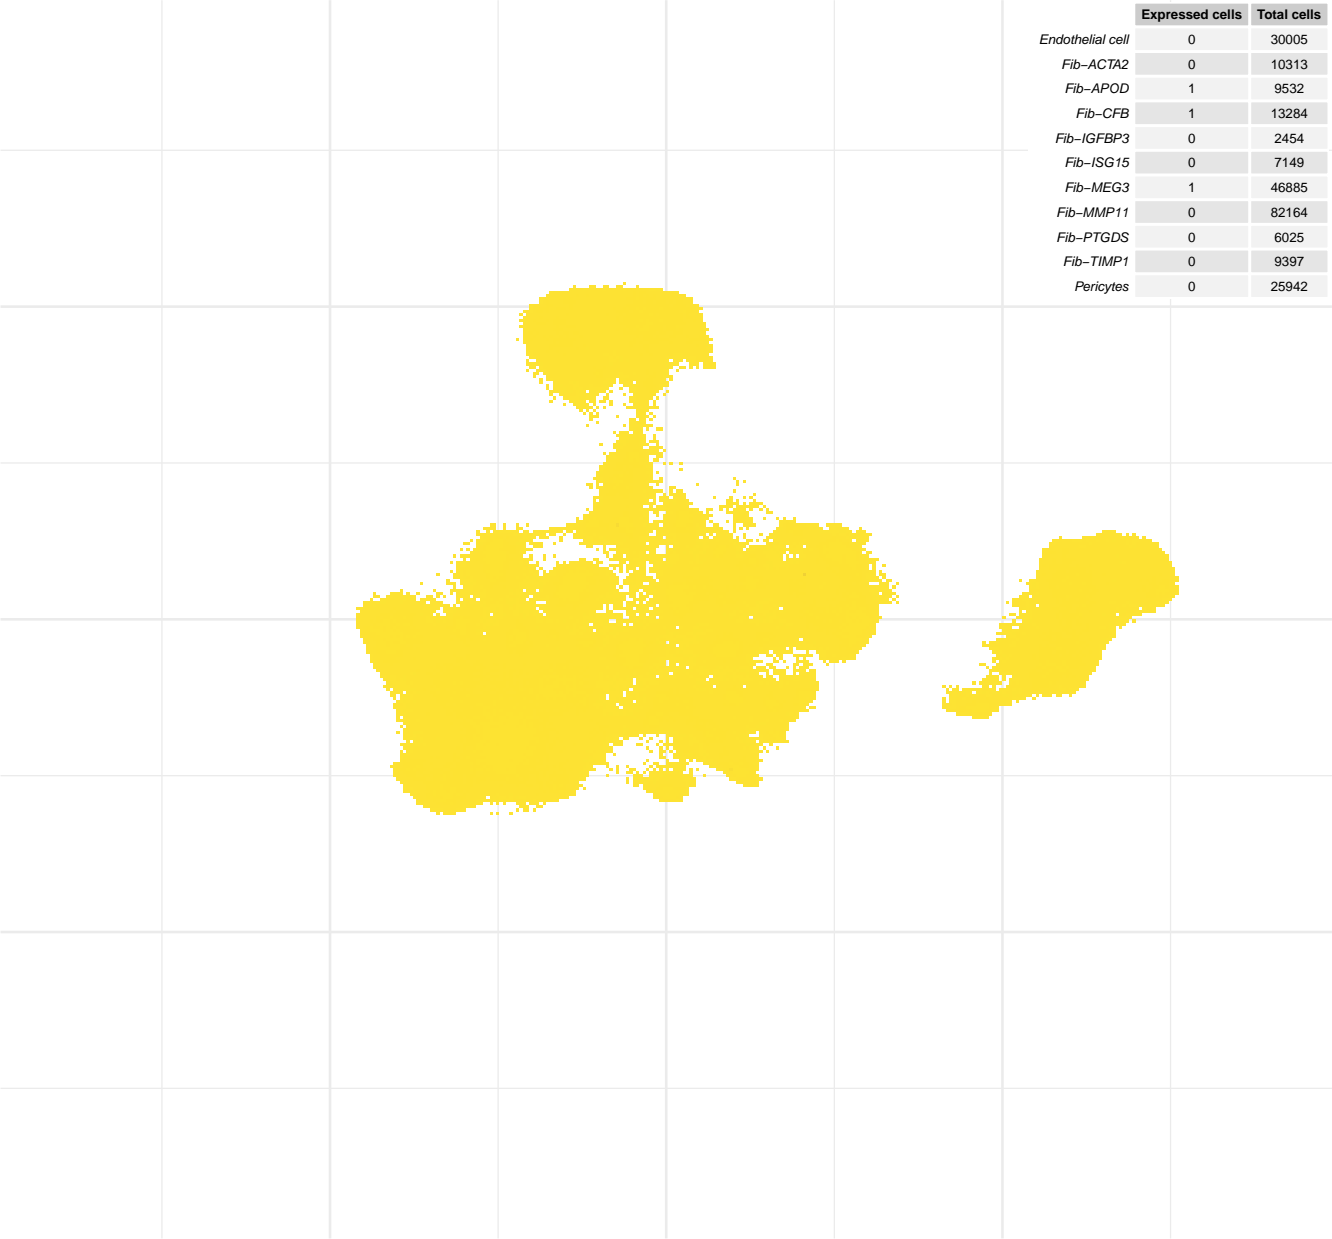 Expressed cells Total cells
Endothelial cell 0 30005
Fib−ACTA2 0 10313
Fib−APOD 1 9532
Fib−CFB 1 13284
Fib−IGFBP3 0 2454
Fib−ISG15 0 7149
Fib−MEG3 1 46885
Fib−MMP11 0 82164
Fib−PTGDS 0 6025
Fib−TIMP1 0 9397
Pericytes 0 25942